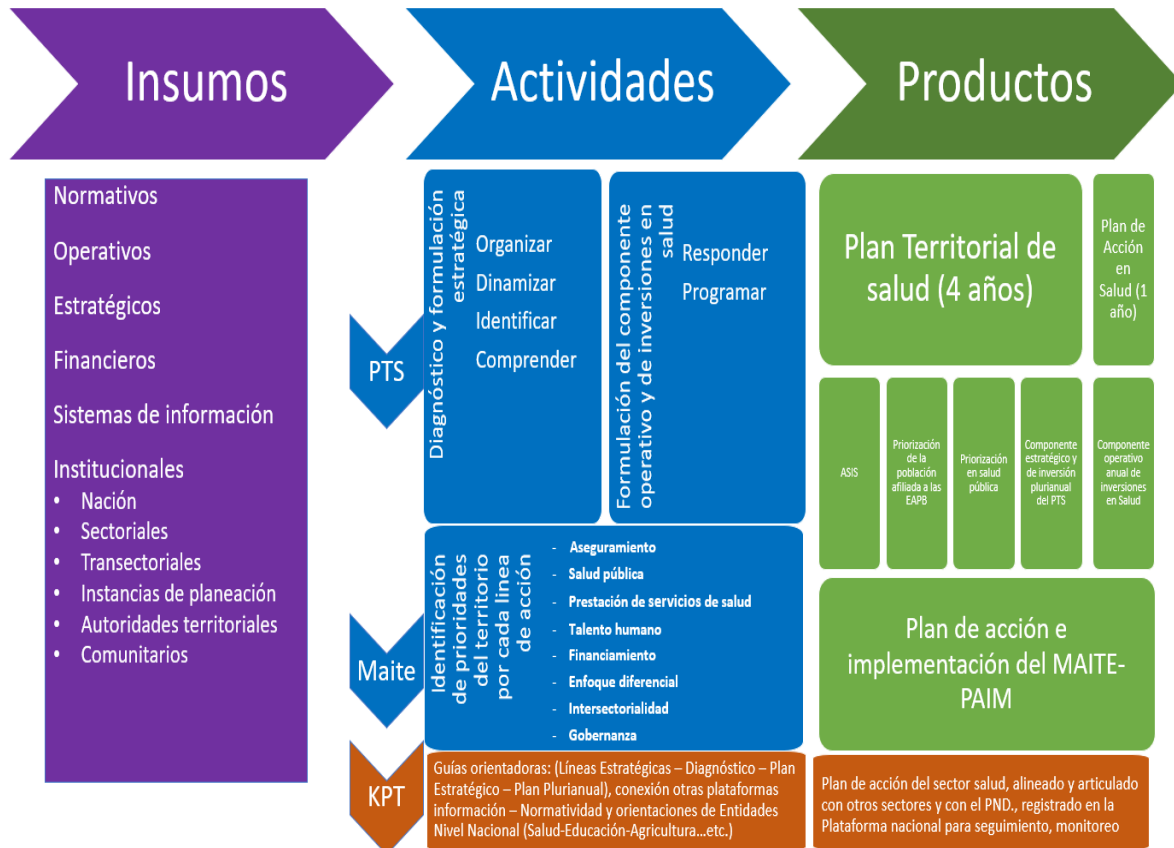 Insumos
Actividades
Productos
Normativos
Operativos
Estratégicos
Financieros
Sistemas de información
Institucionales
• Nación
• Sectoriales
• Transectoriales
• Instancias de planeación
• Autoridades territoriales
• Comunitarios
PTS
Diagnóstico y formulación
estratégica
Organizar
Dinamizar
Identificar
Comprender
Formulación del componente
operativo y de inversiones en
salud
Responder
Programar
Maite
Identificación
de prioridades
del territorio
por cada linea
de acción
- Aseguramiento
- Salud pública
- Prestación de servicios de salud
- Talento humano
- Financiamiento
- Enfoque diferencial
- Intersectorialidad
- Gobernanza
KPT
Guías orientadoras: (Líneas Estratégicas – Diagnóstico – Plan
Estratégico – Plan Plurianual), conexión otras plataformas
información – Normatividad y orientaciones de Entidades
Nivel Nacional (Salud-Educación-Agricultura...etc.)
Plan Territorial de
salud (4 años)
Plan de
Acción
en
Salud (1
año)
ASIS
Priorización
de la
población
afiliada a las
EAPB
Priorización
en salud
pública
Componente
estratégico y
de inversión
plurianual
del PTS
Componente
operativo
anual de
inversiones
en Salud
Plan de acción e
implementación del MAITE-
PAIM
Plan de acción del sector salud, alineado y articulado
con otros sectores y con el PND., registrado en la
Plataforma nacional para seguimiento, monitoreo